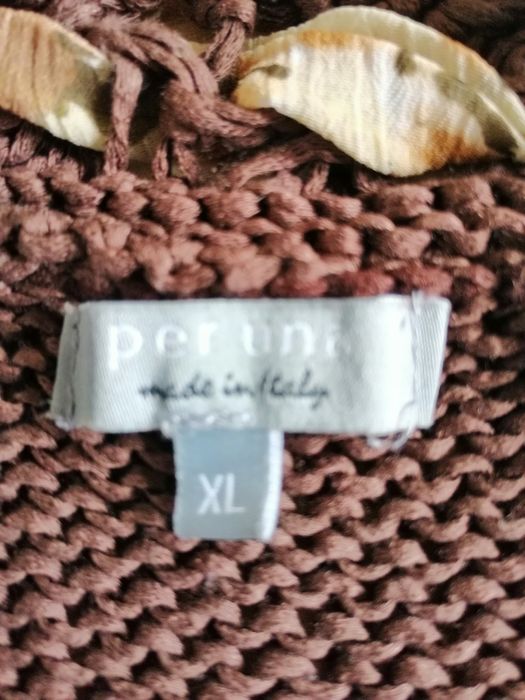 per una
made in Italy
XL